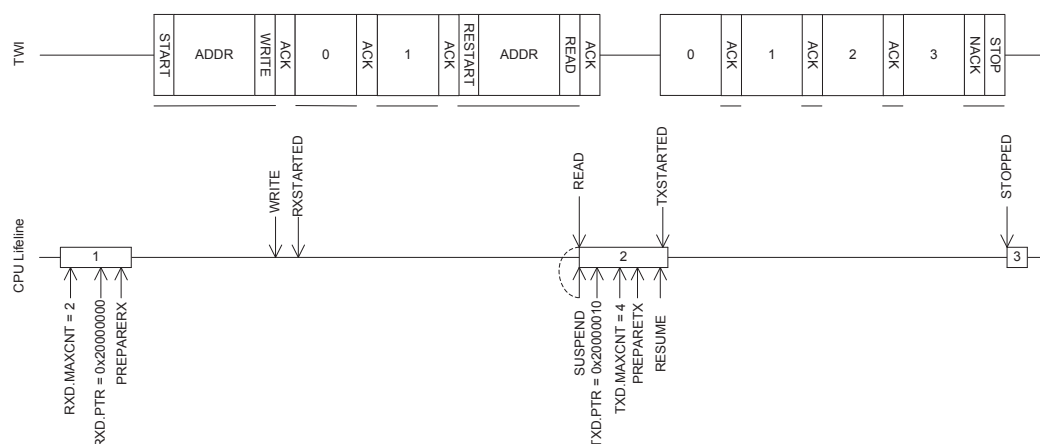 TWI
START
ADDR
WRITE
ACK
0
ACK
1
ACK
RESTART
ADDR
READ
ACK
0
ACK
1
ACK
2
ACK
3
NACK
STOP
CPU Lifeline
WRITE
RXSTARTED
READ
TXSTARTED
STOPPED
1
2
3
RXD.MAXCNT = 2
RXD.PTR = 0x20000000
PREPARERX
SUSPEND
TXD.PTR = 0x20000010
TXD.MAXCNT = 4
PREPARETX
RESUME